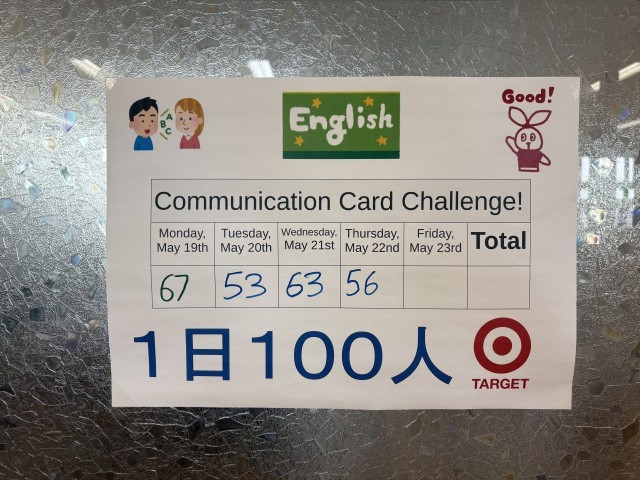 A
B
C
English
Good!
Communication Card Challenge!
Monday, May 19th
Tuesday, May 20th
Wednesday, May 21st
Thursday, May 22nd
Friday, May 23rd
Total
67 53 63 56
1日100人
TARGET